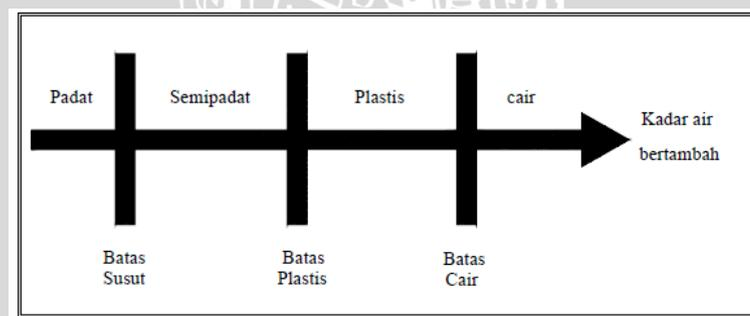 Padat Semipadat Plastis cair
Kadar air
bertambah
Batas Batas Batas
Susut Plastis Cair